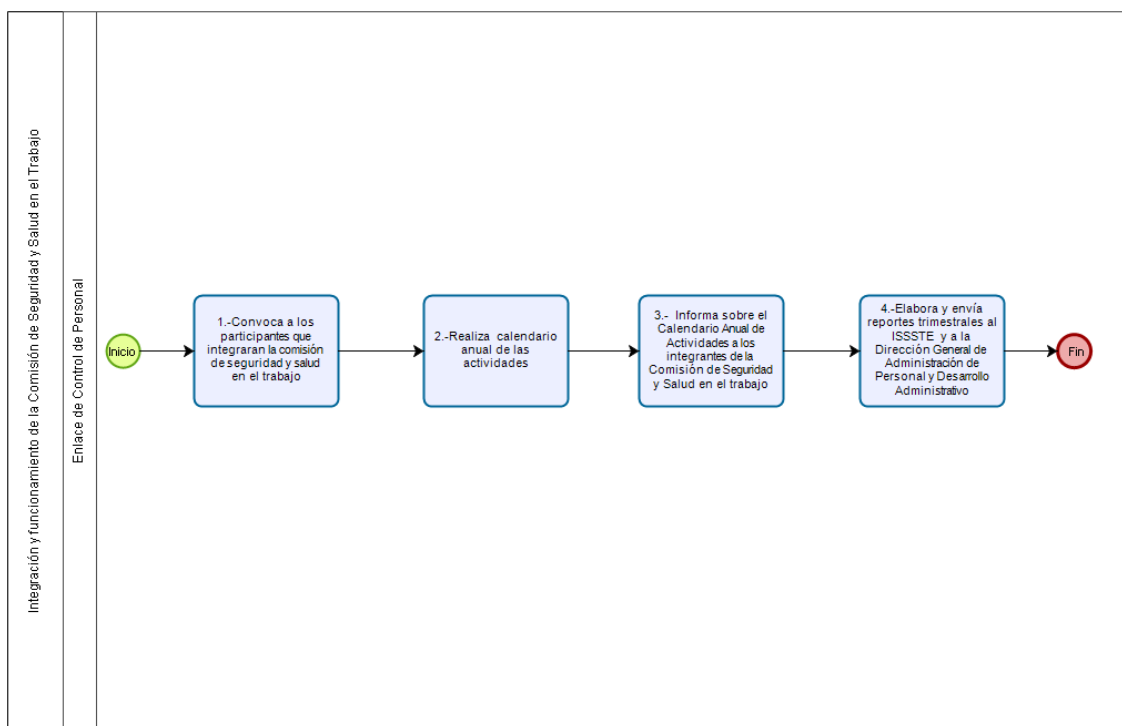 Integración y funcionamiento de la Comisión de Seguridad y Salud en el Trabajo
Enlace de Control de Personal
Inicio
1.-Convoca a los
participantes que
integraran la comisión
de seguridad y salud
en el trabajo
2.-Realiza calendario
anual de las
actividades
3.- Informa sobre el
Calendario Anual de
Actividades a los
integrantes de la
Comisión de Seguridad
y Salud en el trabajo
4.-Elabora y envía
reportes trimestrales al
ISSSTE y a la
Dirección General de
Administración de
Personal y Desarrollo
Administrativo
Fin